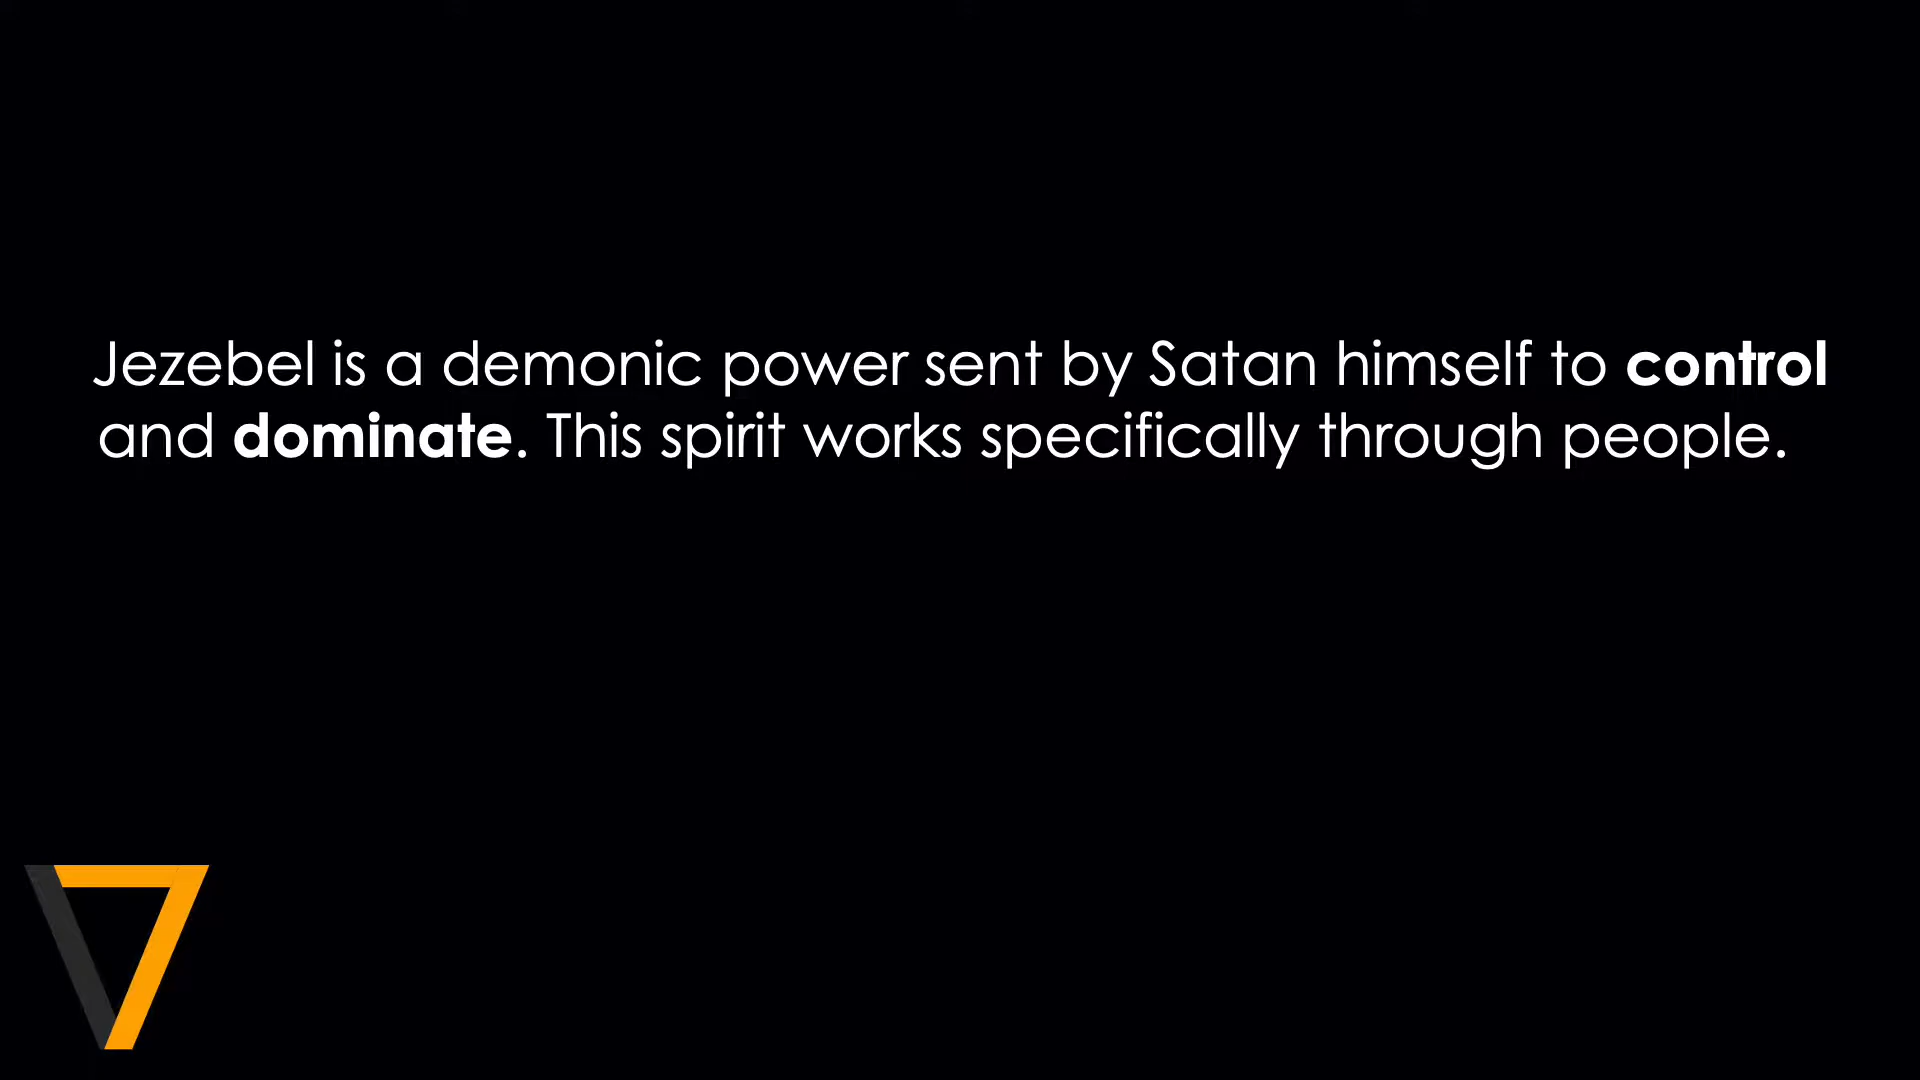 Jezebel is a demonic power sent by Satan himself to control
and dominate. This spirit works specifically through people.